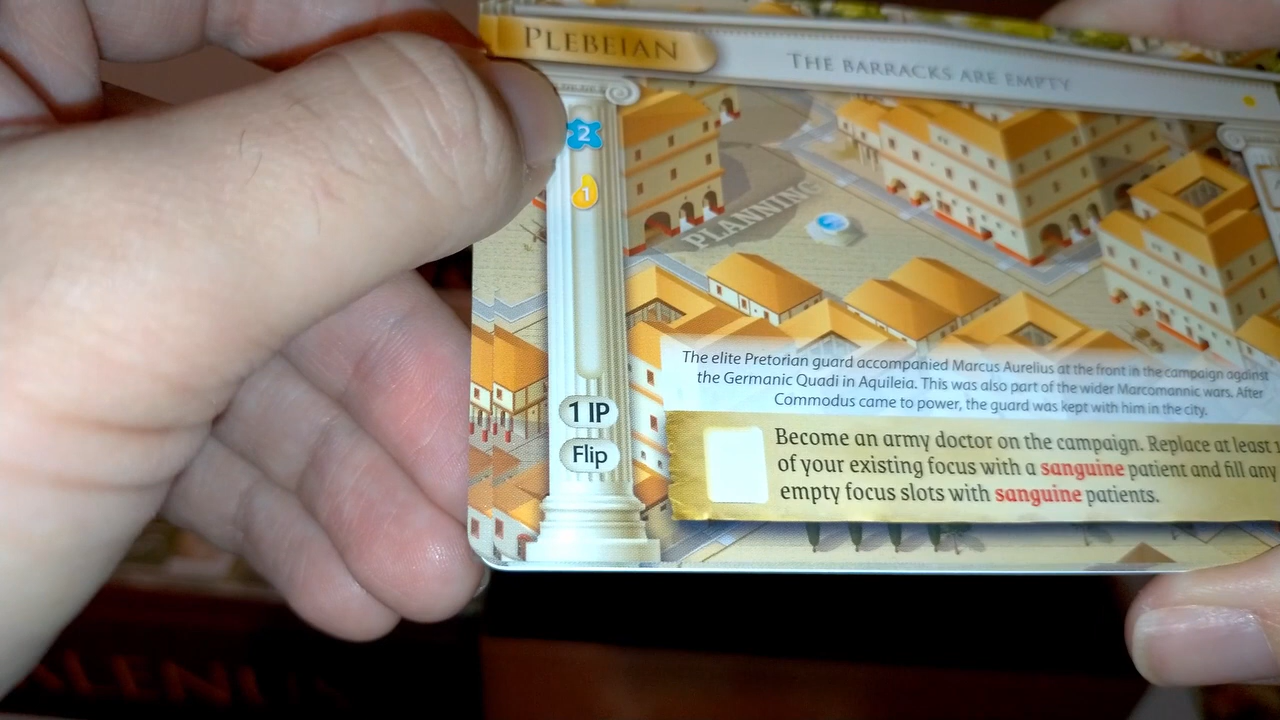 PLEBEIAN
THE BARRACKS ARE EMPTY
2
1
PLANNING
The elite Pretorian guard accompanied Marcus Aurelius at the front in the campaign against
the Germanic Quadi in Aquileia. This was also part of the wider Marcomannic wars. After
Commodus came to power, the guard was kept with him in the city.
1 IP
Flip
Become an army doctor on the campaign. Replace at least 1
of your existing focus with a sanguine patient and fill any
empty focus slots with sanguine patients.